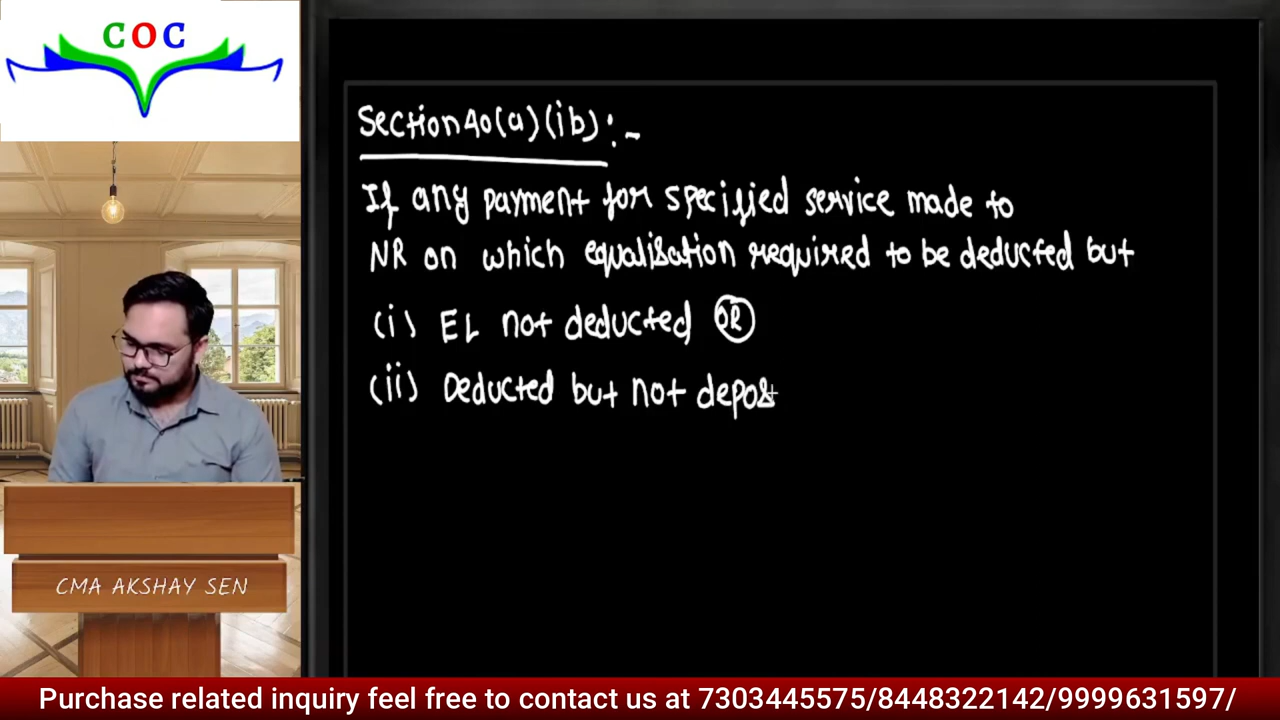 COC
Section 40(a)(ib):-
If any payment for specified service made to
NR on which equalisation required to be deducted but
(i) EL not deducted OR
(ii) Deducted but not depos
CMA AKSHAY SEN
Purchase related inquiry feel free to contact us at 7303445575/8448322142/9999631597/